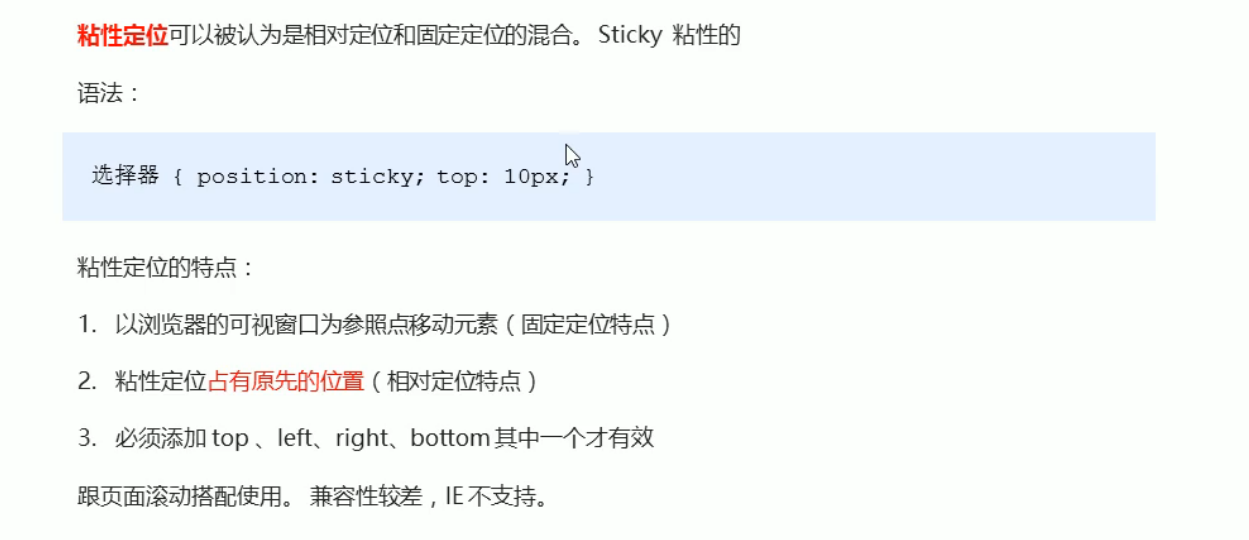 粘性定位可以被认为是相对定位和固定定位的混合。 Sticky 粘性的
语法：
选择器 { position: sticky; top: 10px; }
粘性定位的特点：
1. 以浏览器的可视窗口为参照点移动元素（固定定位特点）
2. 粘性定位占有原先的位置（相对定位特点）
3. 必须添加 top 、left、right、bottom 其中一个才有效
跟页面滚动搭配使用。 兼容性较差，IE 不支持。